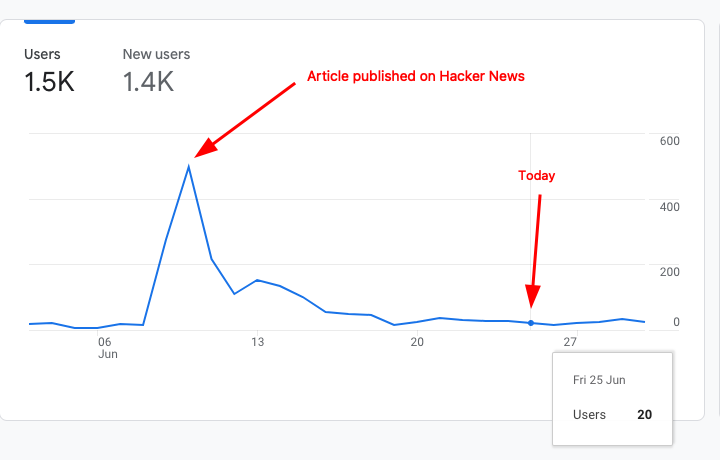 Users
New users
1.5K
1.4K
Article published on Hacker News
Today
600
400
200
0
06
Jun
13
20
27
Fri 25 Jun
Users 20